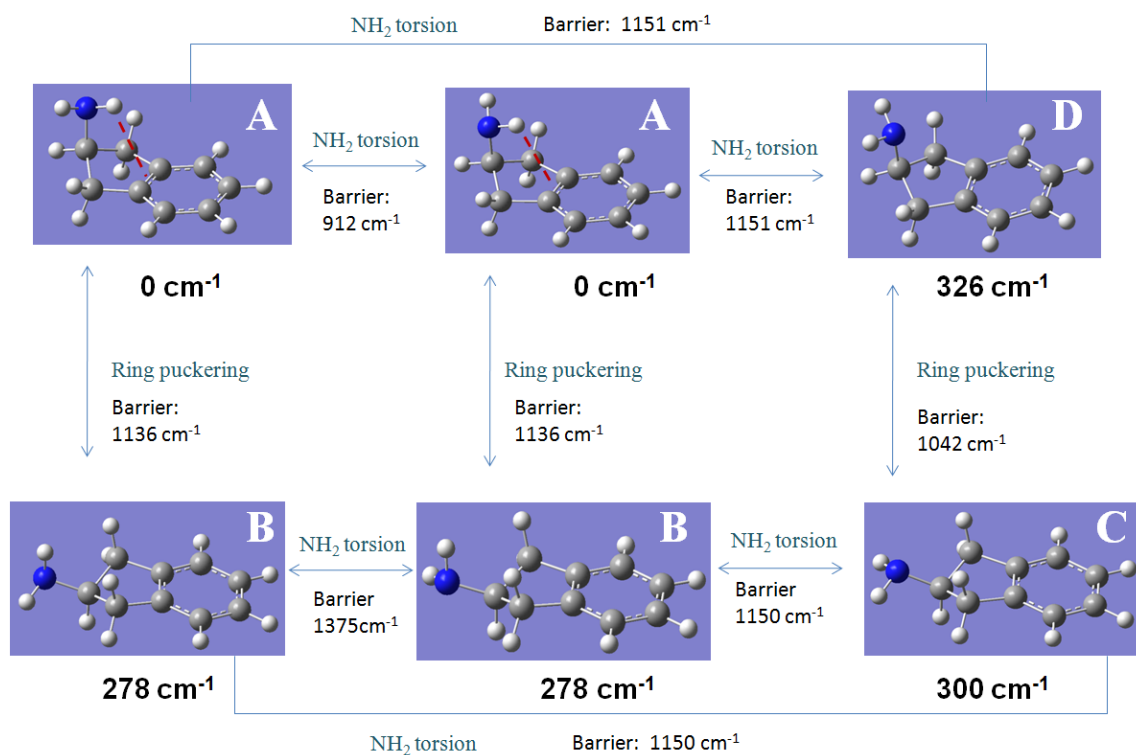 NH₂ torsion Barrier: 1151 cm⁻¹
A
A
D
NH₂ torsion
Barrier:
912 cm⁻¹
NH₂ torsion
Barrier:
1151 cm⁻¹
0 cm⁻¹
0 cm⁻¹
326 cm⁻¹
Ring puckering
Barrier:
1136 cm⁻¹
Ring puckering
Barrier:
1136 cm⁻¹
Ring puckering
Barrier:
1042 cm⁻¹
B
B
C
NH₂ torsion
Barrier
1375cm⁻¹
NH₂ torsion
Barrier
1150 cm⁻¹
278 cm⁻¹
278 cm⁻¹
300 cm⁻¹
NH₂ torsion Barrier: 1150 cm⁻¹